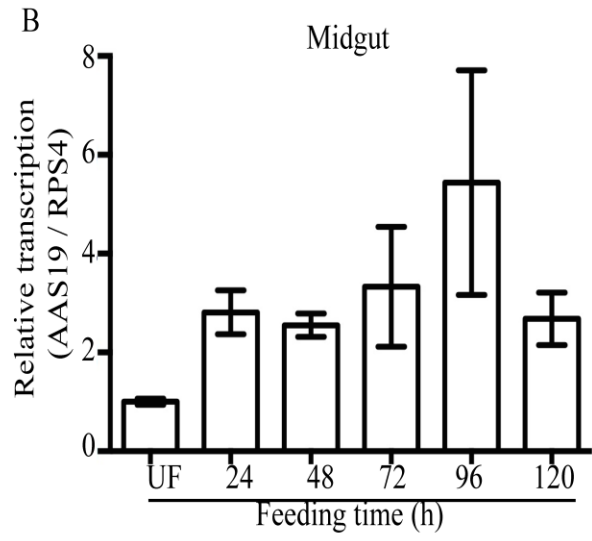 B
Midgut
Relative transcription
(AAS19 / RPS4)
8
6
4
2
0
UF 24 48 72 96 120
Feeding time (h)